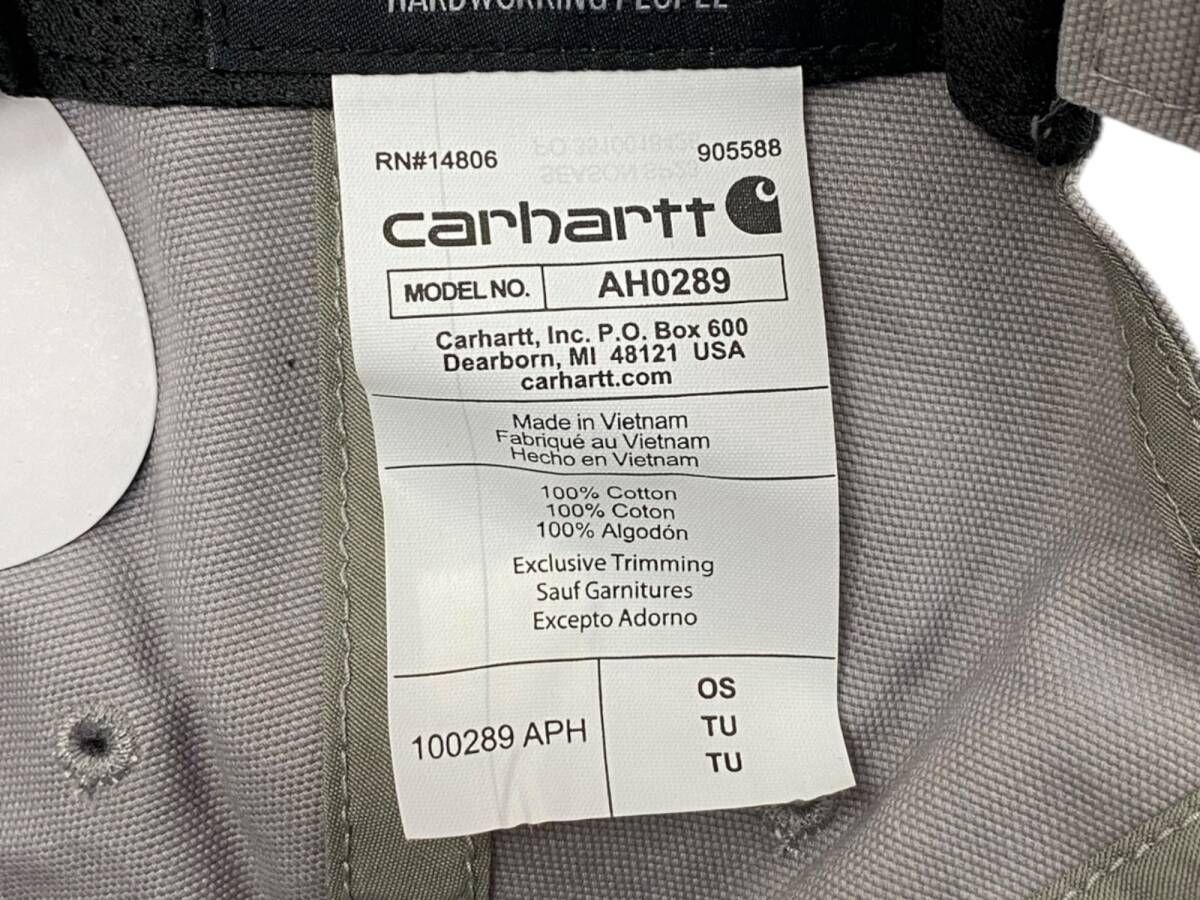 HARDWORKING PEOPLE
RN#14806 905588
carhartt
MODEL NO. AH0289
Carhartt, Inc. P.O. Box 600
Dearborn, MI 48121 USA
carhartt.com
Made in Vietnam
Fabriqué au Vietnam
Hecho en Vietnam
100% Cotton
100% Coton
100% Algodón
Exclusive Trimming
Sauf Garnitures
Excepto Adorno
100289 APH
OS
TU
TU